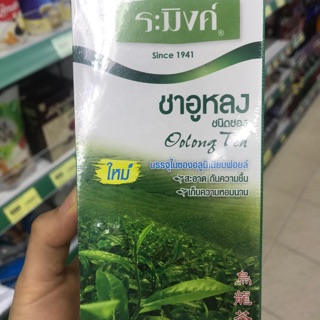 ระมิงค์
®
Since 1941
ชาอูหลง
ชนิดซอง
Oolong Tea
ใหม่
บรรจุในซองอลูมิเนียมฟอยล์
สะอาด กันความชื้น
เก็บความหอมนาน
烏龍茶